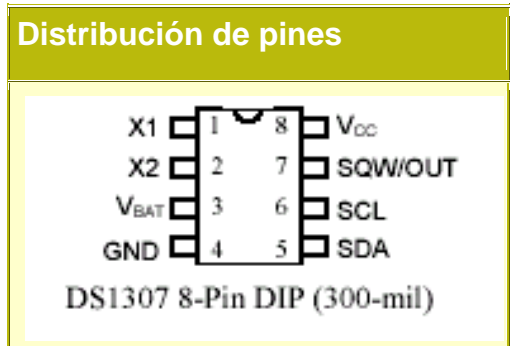 Distribución de pines
X1 1 8 VCC
X2 2 7 SQW/OUT
VBAT 3 6 SCL
GND 4 5 SDA
DS1307 8-Pin DIP (300-mil)